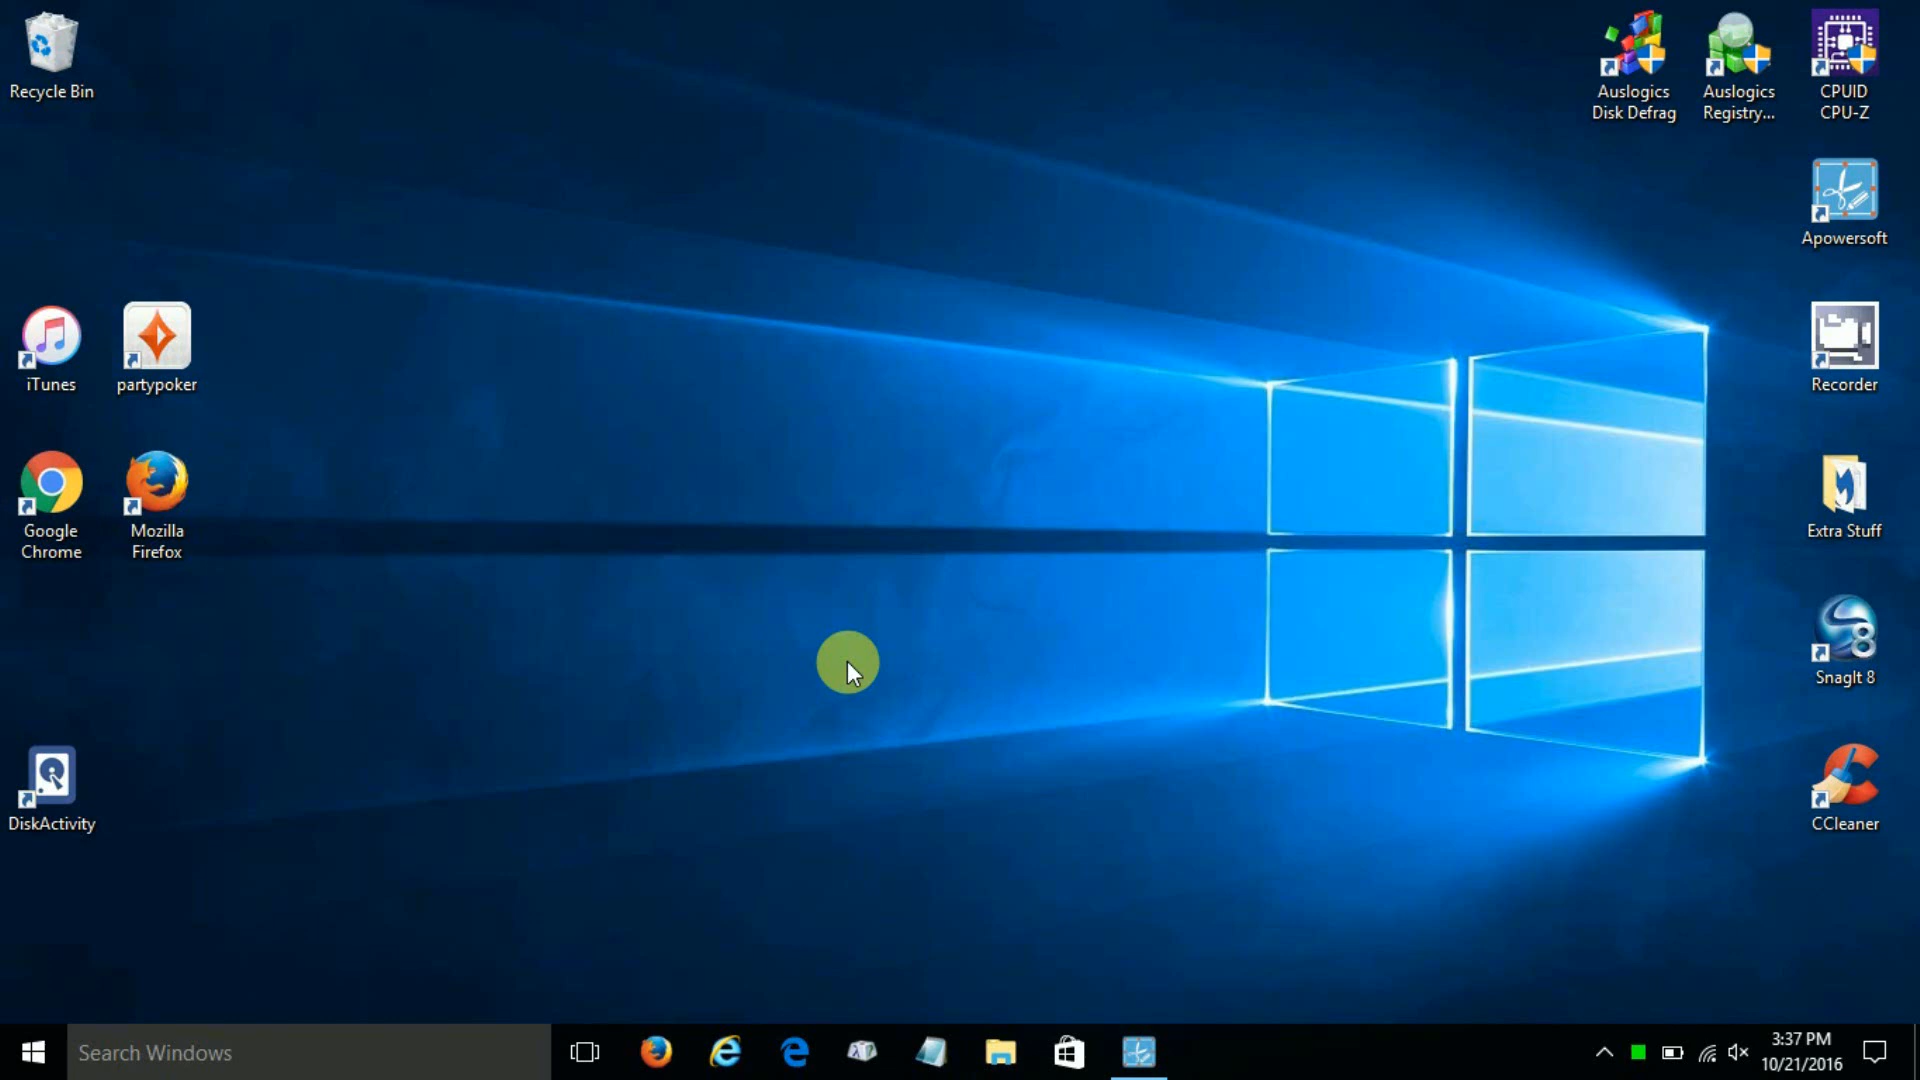 Recycle Bin
Auslogics
Disk Defrag
Auslogics
Registry...
CPUID
CPU-Z
Apowersoft
iTunes
partypoker
Recorder
Google
Chrome
Mozilla
Firefox
Extra Stuff
SnagIt 8
DiskActivity
CCleaner
Search Windows
3:37 PM
10/21/2016